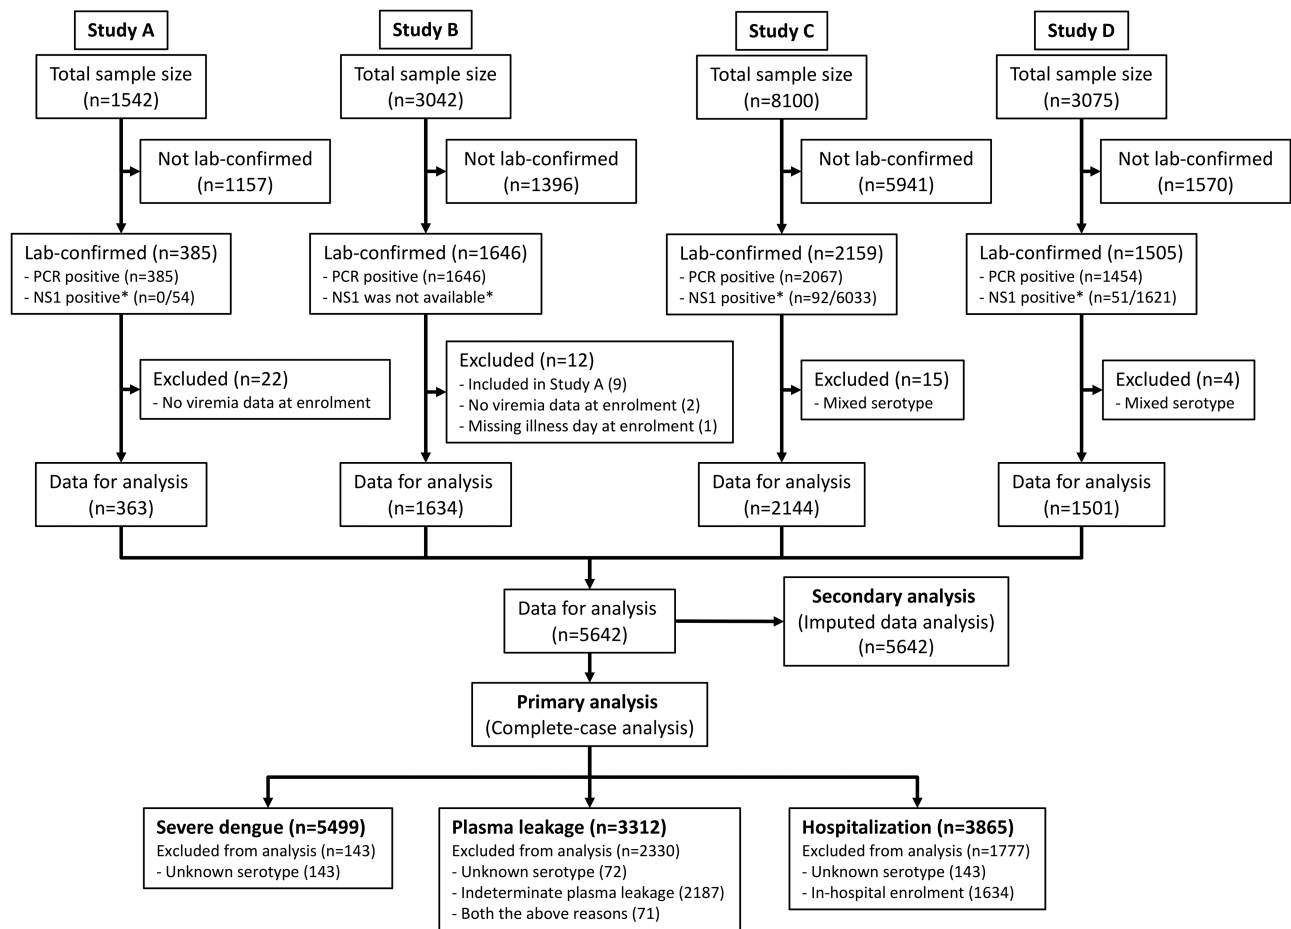 Study A
Study B
Study C
Study D
Total sample size
(n=1542)
Total sample size
(n=3042)
Total sample size
(n=8100)
Total sample size
(n=3075)
Not lab-confirmed
(n=1157)
Not lab-confirmed
(n=1396)
Not lab-confirmed
(n=5941)
Not lab-confirmed
(n=1570)
Lab-confirmed (n=385)
- PCR positive (n=385)
- NS1 positive* (n=0/54)
Lab-confirmed (n=1646)
- PCR positive (n=1646)
- NS1 was not available*
Lab-confirmed (n=2159)
- PCR positive (n=2067)
- NS1 positive* (n=92/6033)
Lab-confirmed (n=1505)
- PCR positive (n=1454)
- NS1 positive* (n=51/1621)
Excluded (n=22)
- No viremia data at enrolment
Excluded (n=12)
- Included in Study A (9)
- No viremia data at enrolment (2)
- Missing illness day at enrolment (1)
Excluded (n=15)
- Mixed serotype
Excluded (n=4)
- Mixed serotype
Data for analysis
(n=363)
Data for analysis
(n=1634)
Data for analysis
(n=2144)
Data for analysis
(n=1501)
Data for analysis
(n=5642)
Secondary analysis
(Imputed data analysis)
(n=5642)
Primary analysis
(Complete-case analysis)
Severe dengue (n=5499)
Excluded from analysis (n=143)
- Unknown serotype (143)
Plasma leakage (n=3312)
Excluded from analysis (n=2330)
- Unknown serotype (72)
- Indeterminate plasma leakage (2187)
- Both the above reasons (71)
Hospitalization (n=3865)
Excluded from analysis (n=1777)
- Unknown serotype (143)
- In-hospital enrolment (1634)